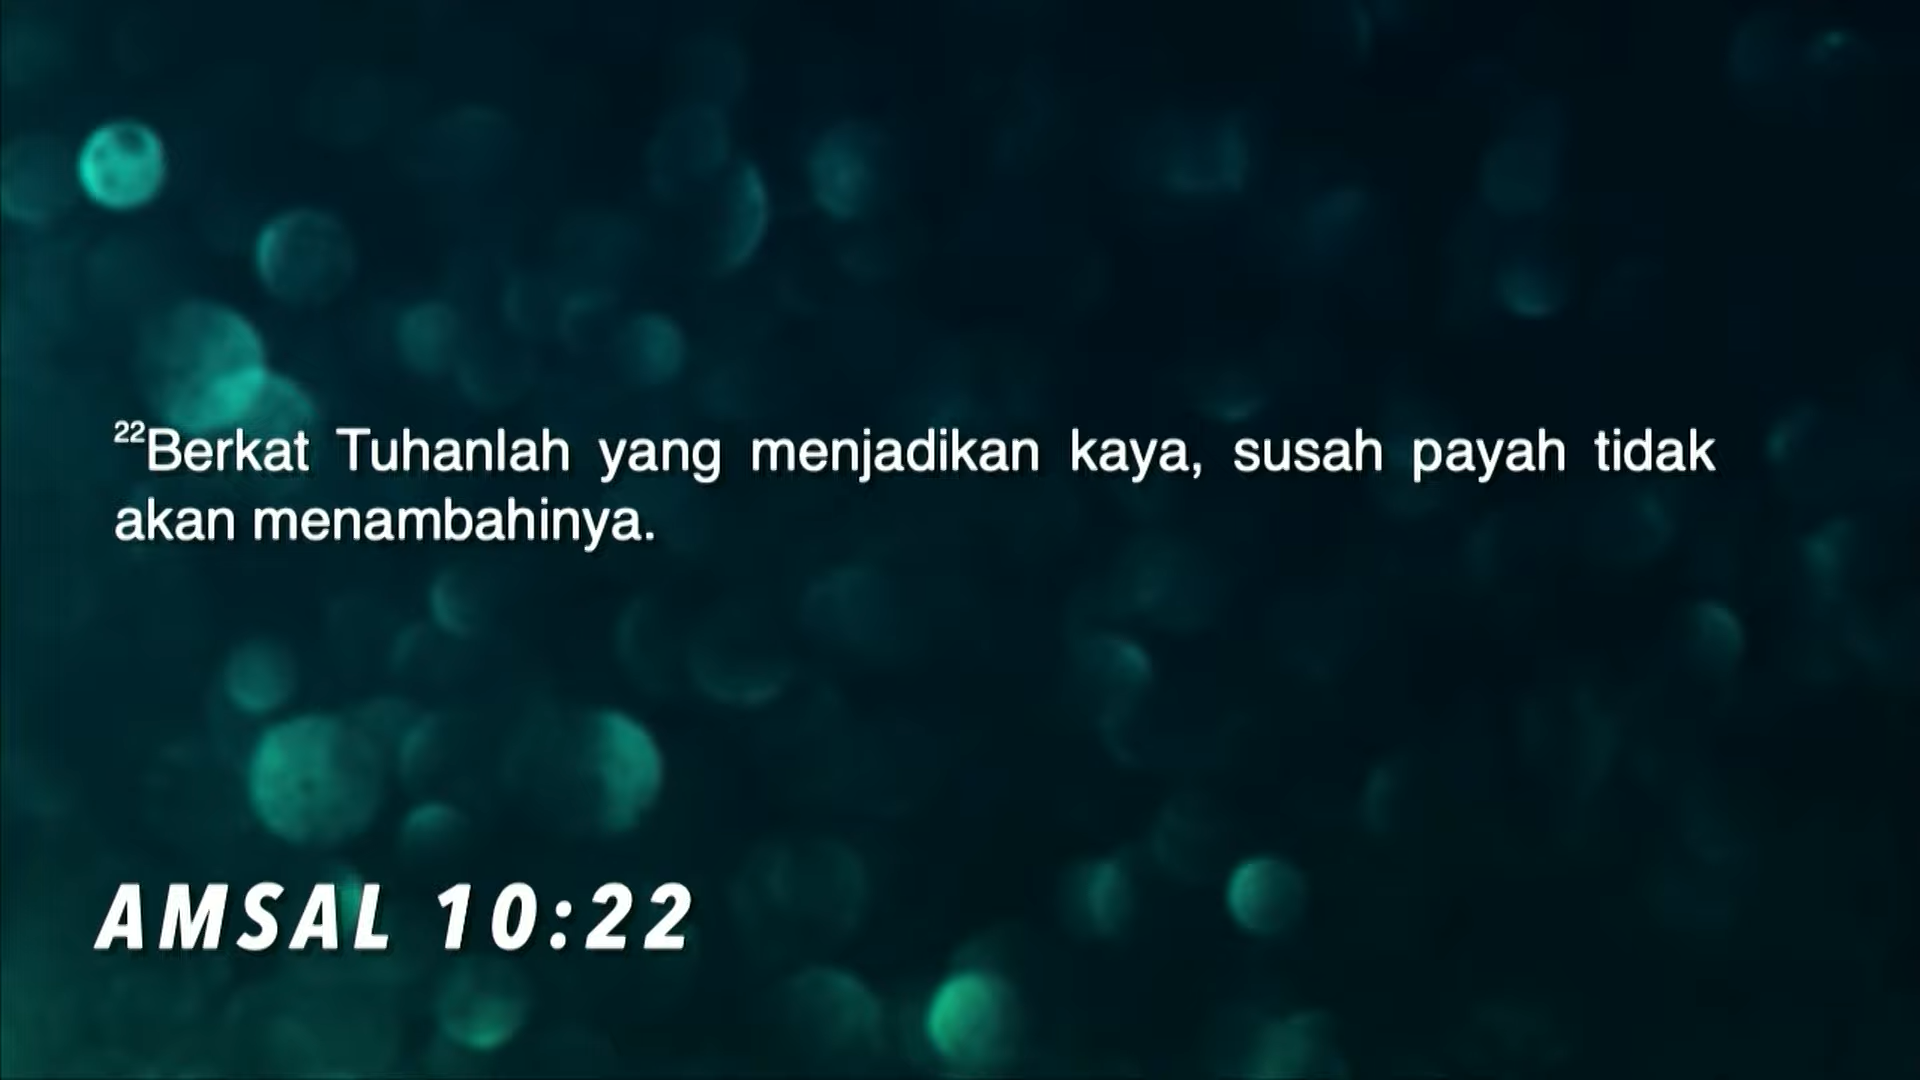 22Berkat Tuhanlah yang menjadikan kaya, susah payah tidak
akan menambahinya.
AMSAL 10:22